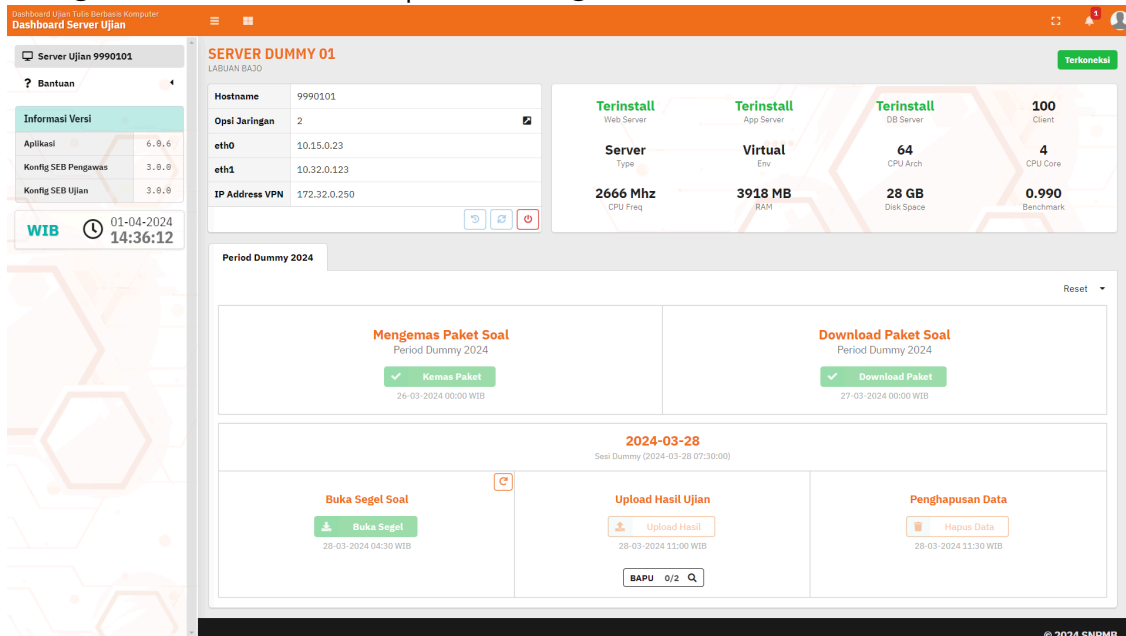 Dashboard Ujian Tulis Berbasis Komputer
Dashboard Server Ujian
1
Server Ujian 9990101
? Bantuan
Informasi Versi
Aplikasi 6.0.6
Konfig SEB Pengawas 3.0.0
Konfig SEB Ujian 3.0.0
WIB 01-04-2024
14:36:12
SERVER DUMMY 01
LABUAN BAJO
Terkoneksi
Hostname 9990101
Opsi Jaringan 2
eth0 10.15.0.23
eth1 10.32.0.123
IP Address VPN 172.32.0.250
Terinstall Terinstall Terinstall 100
Web Server App Server DB Server Client
Server Virtual 64 4
Type Env CPU Arch CPU Core
2666 Mhz 3918 MB 28 GB 0.990
CPU Freq RAM Disk Space Benchmark
Period Dummy 2024
Reset
Mengemas Paket Soal
Period Dummy 2024
Kemas Paket
26-03-2024 00:00 WIB
Download Paket Soal
Period Dummy 2024
Download Paket
27-03-2024 00:00 WIB
2024-03-28
Sesi Dummy (2024-03-28 07:30:00)
Buka Segel Soal
Buka Segel
28-03-2024 04:30 WIB
Upload Hasil Ujian
Upload Hasil
28-03-2024 11:00 WIB
BAPU 0/2
Penghapusan Data
Hapus Data
28-03-2024 11:30 WIB
© 2024 SNPMB